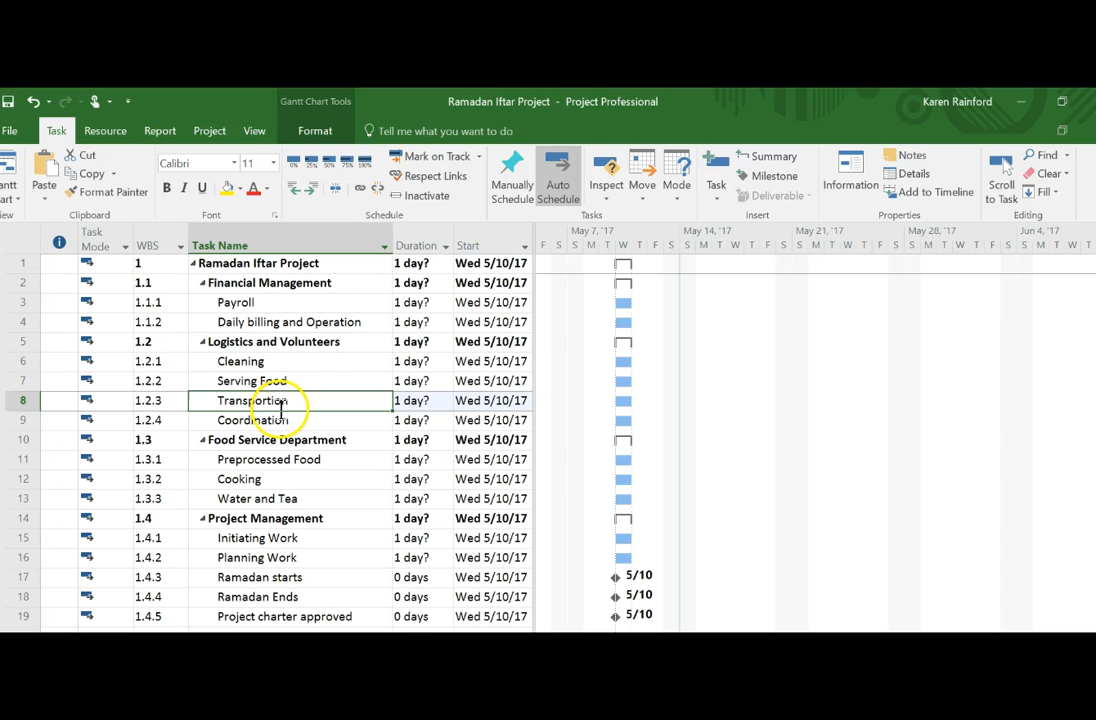 Gantt Chart Tools Ramadan Iftar Project - Project Professional Karen Rainford
File Task Resource Report Project View Format Tell me what you want to do
Cut
Copy
Format Painter
Paste
Clipboard
Calibri 11
B I U A
Font
0% 25% 50% 75% 100%
Mark on Track
Respect Links
Inactivate
Schedule
Manually Schedule
Auto Schedule
Inspect Move Mode
Tasks
Task
Summary
Milestone
Deliverable
Insert
Information
Notes
Details
Add to Timeline
Properties
Scroll to Task
Find
Clear
Fill
Editing
Task Mode WBS Task Name Duration Start
May 7, '17 May 14, '17 May 21, '17 May 28, '17 Jun 4, '17
F S S M T W T F S S M T W T F S S M T W T F S S M T W T F S S M T W T
1 1 Ramadan Iftar Project 1 day? Wed 5/10/17
2 1.1 Financial Management 1 day? Wed 5/10/17
3 1.1.1 Payroll 1 day? Wed 5/10/17
4 1.1.2 Daily billing and Operation 1 day? Wed 5/10/17
5 1.2 Logistics and Volunteers 1 day? Wed 5/10/17
6 1.2.1 Cleaning 1 day? Wed 5/10/17
7 1.2.2 Serving Food 1 day? Wed 5/10/17
8 1.2.3 Transportion 1 day? Wed 5/10/17
9 1.2.4 Coordination 1 day? Wed 5/10/17
10 1.3 Food Service Department 1 day? Wed 5/10/17
11 1.3.1 Preprocessed Food 1 day? Wed 5/10/17
12 1.3.2 Cooking 1 day? Wed 5/10/17
13 1.3.3 Water and Tea 1 day? Wed 5/10/17
14 1.4 Project Management 1 day? Wed 5/10/17
15 1.4.1 Initiating Work 1 day? Wed 5/10/17
16 1.4.2 Planning Work 1 day? Wed 5/10/17
17 1.4.3 Ramadan starts 0 days Wed 5/10/17 5/10
18 1.4.4 Ramadan Ends 0 days Wed 5/10/17 5/10
19 1.4.5 Project charter approved 0 days Wed 5/10/17 5/10